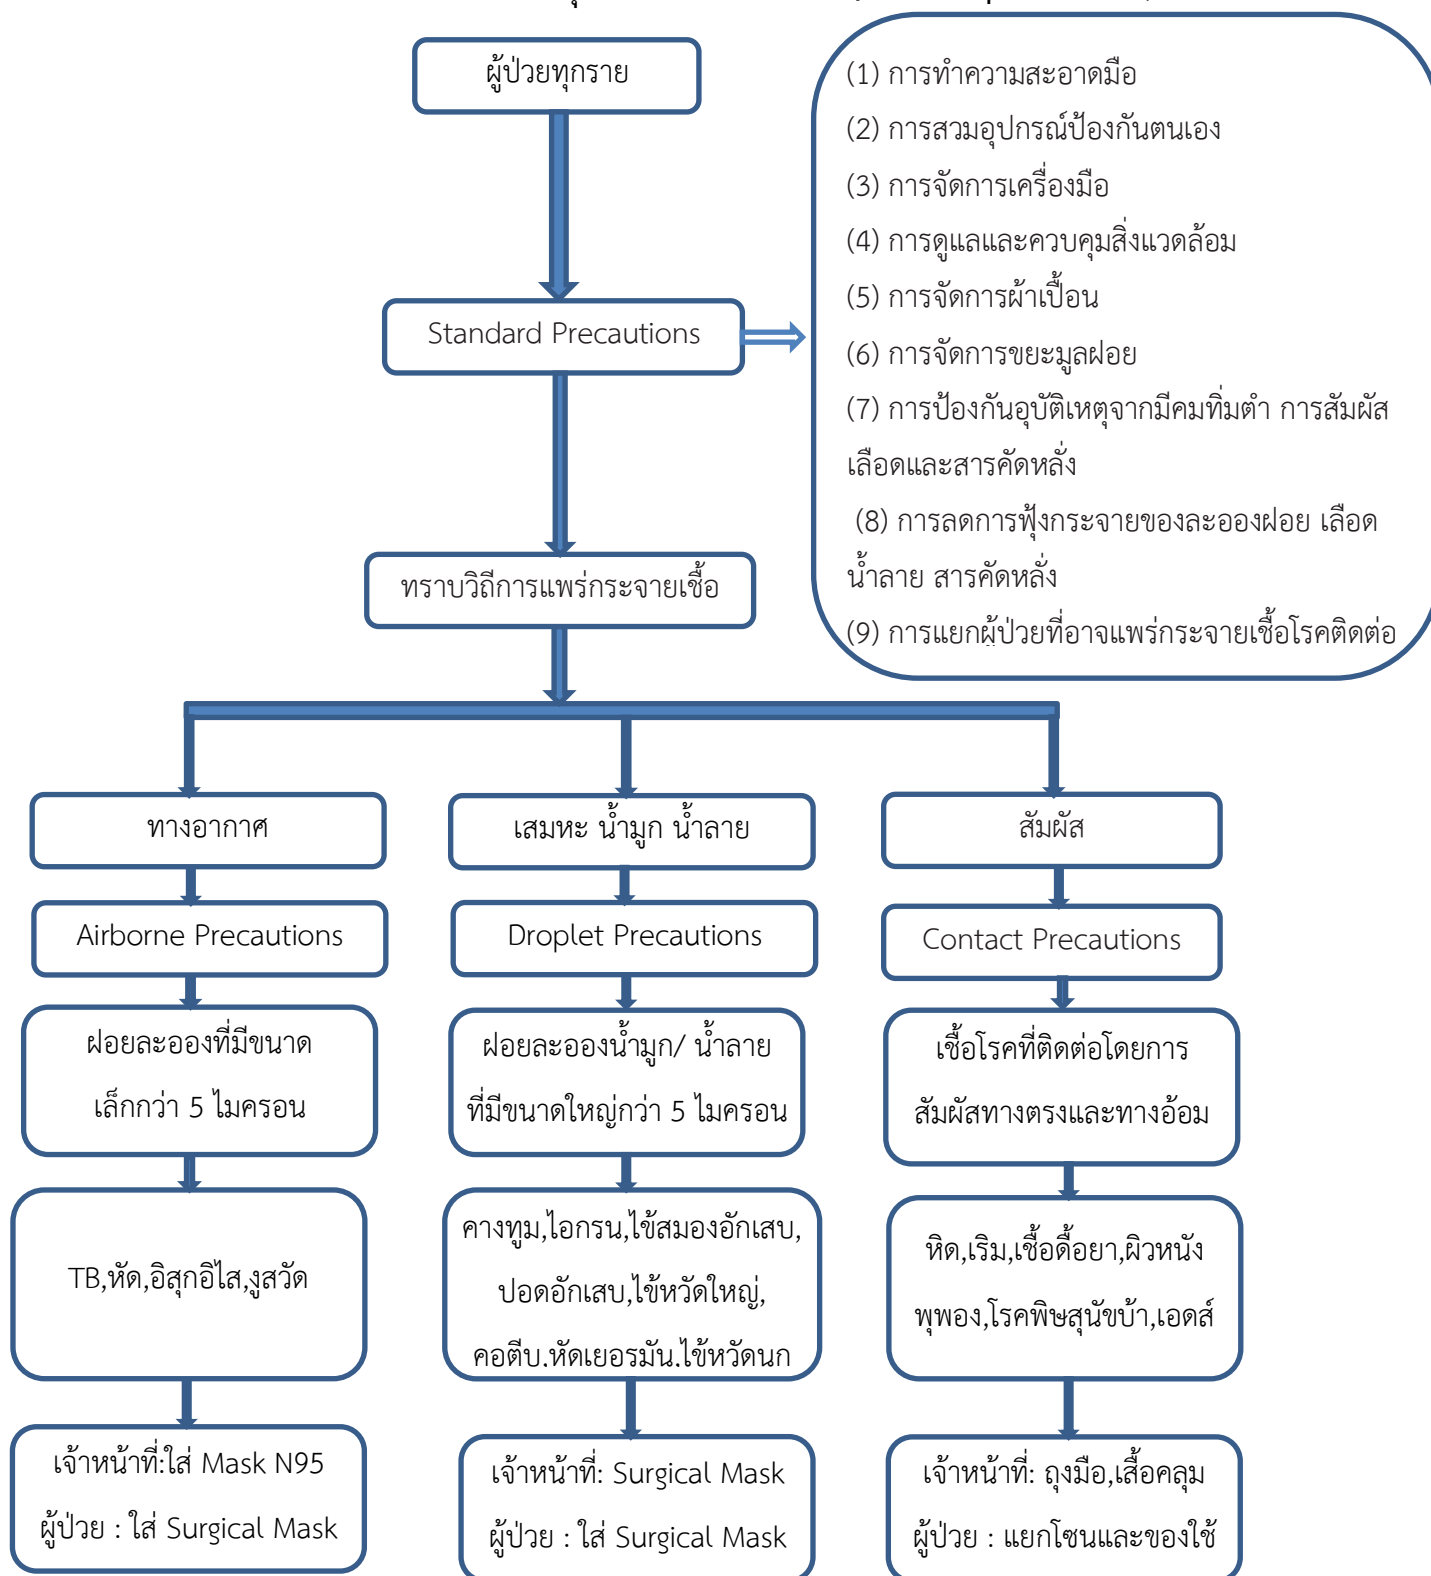 ผู้ป่วยทุกราย
Standard Precautions
(1) การทำความสะอาดมือ
(2) การสวมอุปกรณ์ป้องกันตนเอง
(3) การจัดการเครื่องมือ
(4) การดูแลและควบคุมสิ่งแวดล้อม
(5) การจัดการผ้าเปื้อน
(6) การจัดการขยะมูลฝอย
(7) การป้องกันอุบัติเหตุจากมีคมทิ่มตำ การสัมผัส
เลือดและสารคัดหลั่ง
(8) การลดการฟุ้งกระจายของละอองฝอย เลือด
น้ำลาย สารคัดหลั่ง
(9) การแยกผู้ป่วยที่อาจแพร่กระจายเชื้อโรคติดต่อ
ทราบวิถีการแพร่กระจายเชื้อ
ทางอากาศ
เสมหะ น้ำมูก น้ำลาย
สัมผัส
Airborne Precautions
Droplet Precautions
Contact Precautions
ฝอยละอองที่มีขนาด
เล็กกว่า 5 ไมครอน
ฝอยละอองน้ำมูก/ น้ำลาย
ที่มีขนาดใหญ่กว่า 5 ไมครอน
เชื้อโรคที่ติดต่อโดยการ
สัมผัสทางตรงและทางอ้อม
TB,หัด,อิสุกอิไส,งูสวัด
คางทูม,ไอกรน,ไข้สมองอักเสบ,
ปอดอักเสบ,ไข้หวัดใหญ่,
คอตีบ,หัดเยอรมัน,ไข้หวัดนก
หิด,เริม,เชื้อดื้อยา,ผิวหนัง
พุพอง,โรคพิษสุนัขบ้า,เอดส์
เจ้าหน้าที่:ใส่ Mask N95
ผู้ป่วย : ใส่ Surgical Mask
เจ้าหน้าที่: Surgical Mask
ผู้ป่วย : ใส่ Surgical Mask
เจ้าหน้าที่: ถุงมือ,เสื้อคลุม
ผู้ป่วย : แยกโซนและของใช้